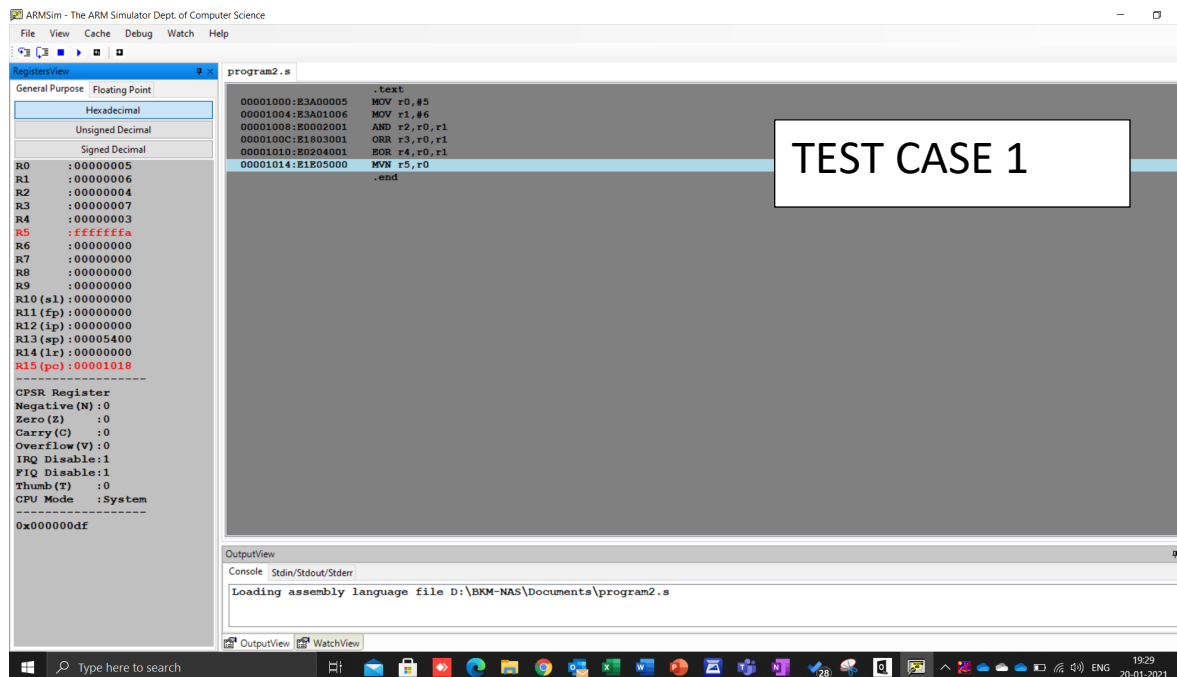 ARMSim - The ARM Simulator Dept. of Computer Science
File View Cache Debug Watch Help
RegistersView
General Purpose Floating Point
Hexadecimal
Unsigned Decimal
Signed Decimal
R0 :00000005
R1 :00000006
R2 :00000004
R3 :00000007
R4 :00000003
R5 :fffffffa
R6 :00000000
R7 :00000000
R8 :00000000
R9 :00000000
R10(sl):00000000
R11(fp):00000000
R12(ip):00000000
R13(sp):00005400
R14(lr):00000000
R15(pc):00001018
-------------------
CPSR Register
Negative(N):0
Zero(Z) :0
Carry(C) :0
Overflow(V):0
IRQ Disable:1
FIQ Disable:1
Thumb(T) :0
CPU Mode :System
-------------------
0x000000df
program2.s
.text
00001000:E3A00005 MOV r0,#5
00001004:E3A01006 MOV r1,#6
00001008:E0002001 AND r2,r0,r1
0000100C:E1803001 ORR r3,r0,r1
00001010:E0204001 EOR r4,r0,r1
00001014:E1E05000 MVN r5,r0
.end
TEST CASE 1
OutputView
Console Stdin/Stdout/Stderr
Loading assembly language file D:\BKM-NAS\Documents\program2.s
OutputView WatchView
Type here to search
28
ENG
19:29
20-01-2021